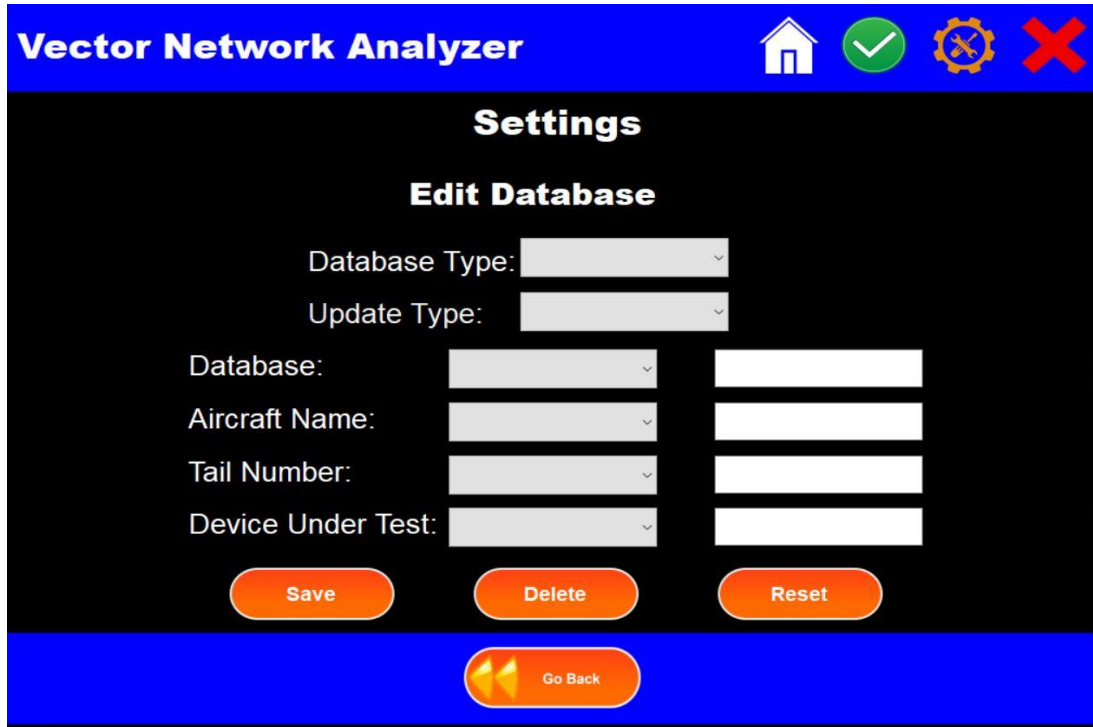 Vector Network Analyzer
Settings
Edit Database
Database Type:
Update Type:
Database:
Aircraft Name:
Tail Number:
Device Under Test:
Save Delete Reset
Go Back